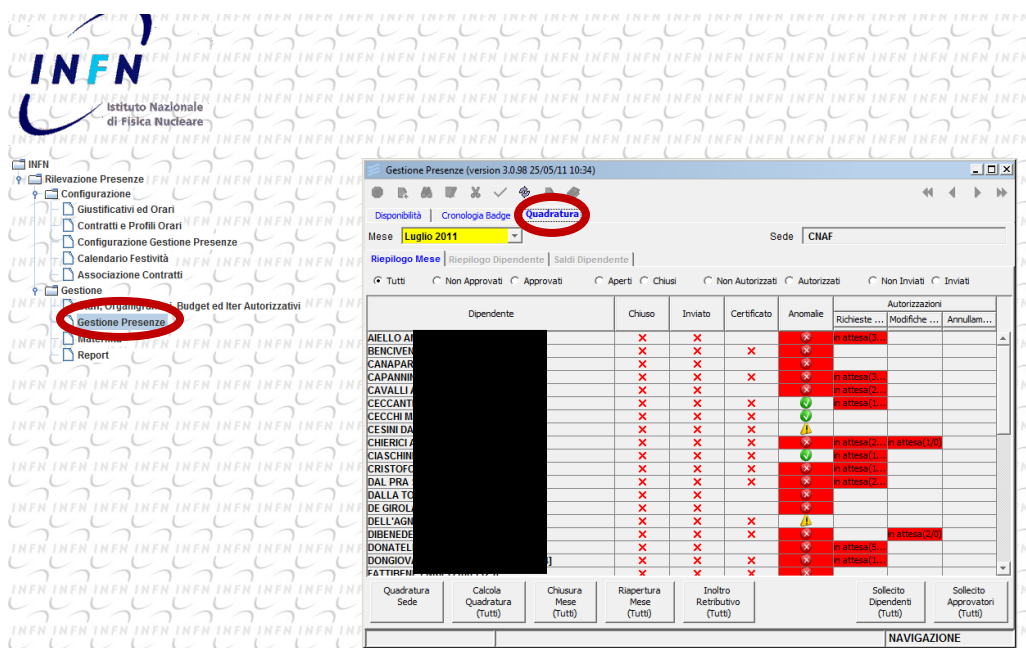 INFN
Istituto Nazionale
di Fisica Nucleare
INFN
Rilevazione Presenze
Configurazione
Giustificativi ed Orari
Contratti e Profili Orari
Configurazione Gestione Presenze
Calendario Festività
Associazione Contratti
Gestione
Budget ed Iter Autorizzativi
Gestione Presenze
Maternità
Report
Gestione Presenze (version 3.0.98 25/05/11 10:34)
Disponibilità Cronologia Badge Quadratura
Mese Luglio 2011 Sede CNAF
Riepilogo Mese Riepilogo Dipendente Saldi Dipendente
Tutti Non Approvati Approvati Aperti Chiusi Non Autorizzati Autorizzati Non Inviati Inviati
Dipendente Chiuso Inviato Certificato Anomalie Autorizzazioni
Richieste ... Modifiche ... Annullam...
AIELLO in attesa(3...
BENCIVEN
CANAPAR
CAPANNIN in attesa(3...
CAVALLI in attesa(2...
CECCANT in attesa(1...
CECCHI M
CESINI DA
CHIERICI in attesa(2... in attesa(1/0)
CIASCHIN in attesa(1...
CRISTOFO in attesa(1...
DAL PRA in attesa(2...
DALLA TO
DE GIROL
DELL'AGN
DIBENEDE in attesa(2/0)
DONATEL in attesa(5...
DONGIOV ] in attesa(1...
Quadratura Sede
Calcola Quadratura (Tutti)
Chiusura Mese (Tutti)
Riapertura Mese (Tutti)
Inoltro Retributivo (Tutti)
Sollecito Dipendenti (Tutti)
Sollecito Approvatori (Tutti)
NAVIGAZIONE